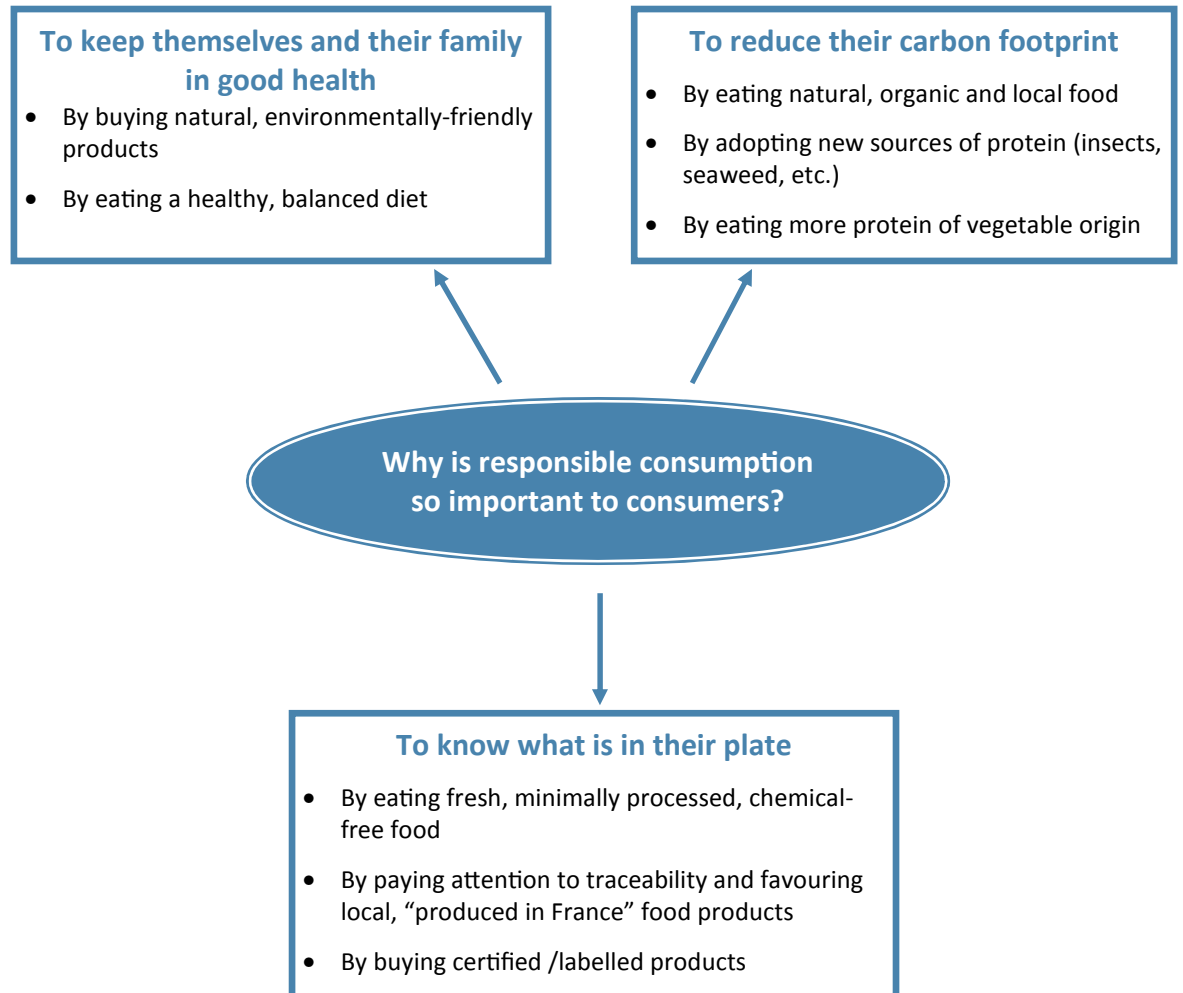 To keep themselves and their family
in good health
• By buying natural, environmentally-friendly
products
• By eating a healthy, balanced diet
To reduce their carbon footprint
• By eating natural, organic and local food
• By adopting new sources of protein (insects,
seaweed, etc.)
• By eating more protein of vegetable origin
Why is responsible consumption
so important to consumers?
To know what is in their plate
• By eating fresh, minimally processed, chemical-
free food
• By paying attention to traceability and favouring
local, “produced in France” food products
• By buying certified /labelled products